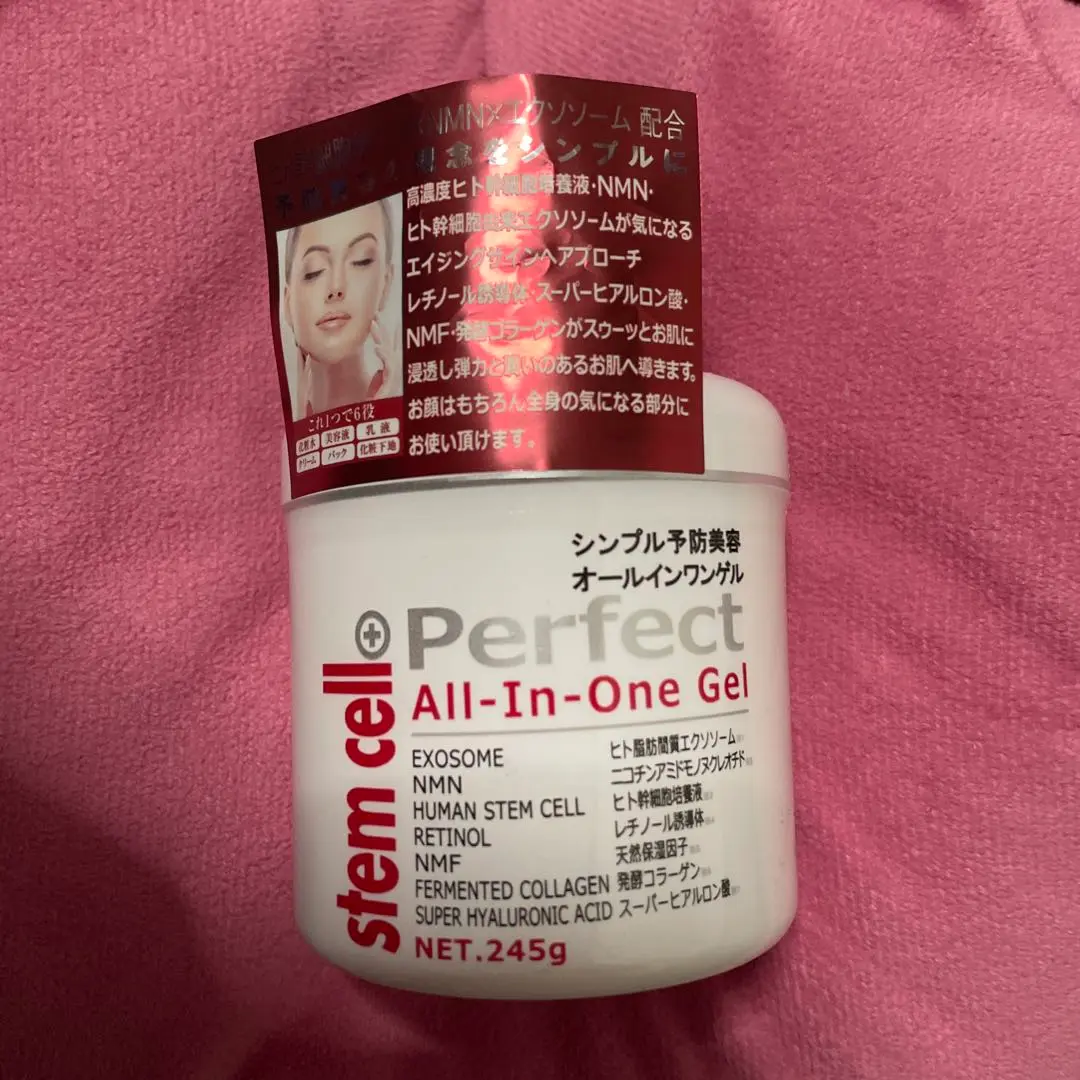 NMN×エクソソーム 配合
念をシンプルに
高濃度ヒト幹細胞培養液・NMN・
ヒト幹細胞由来エクソソームが気になる
エイジングサインへアプローチ
レチノール誘導体・スーパーヒアルロン酸・
NMF・発酵コラーゲンがスゥーッとお肌に
浸透し弾力と潤いのあるお肌へ導きます。
お顔はもちろん全身の気になる部分に
お使い頂けます。
これ1つで6役
化粧水 美容液 乳液
クリーム パック 化粧下地
シンプル予防美容
オールインワンゲル
stem cell
Perfect
All-In-One Gel
EXOSOME ヒト脂肪間質エクソソーム
NMN ニコチンアミドモノヌクレオチド
HUMAN STEM CELL ヒト幹細胞培養液
RETINOL レチノール誘導体
NMF 天然保湿因子
FERMENTED COLLAGEN 発酵コラーゲン
SUPER HYALURONIC ACID スーパーヒアルロン酸
NET.245g